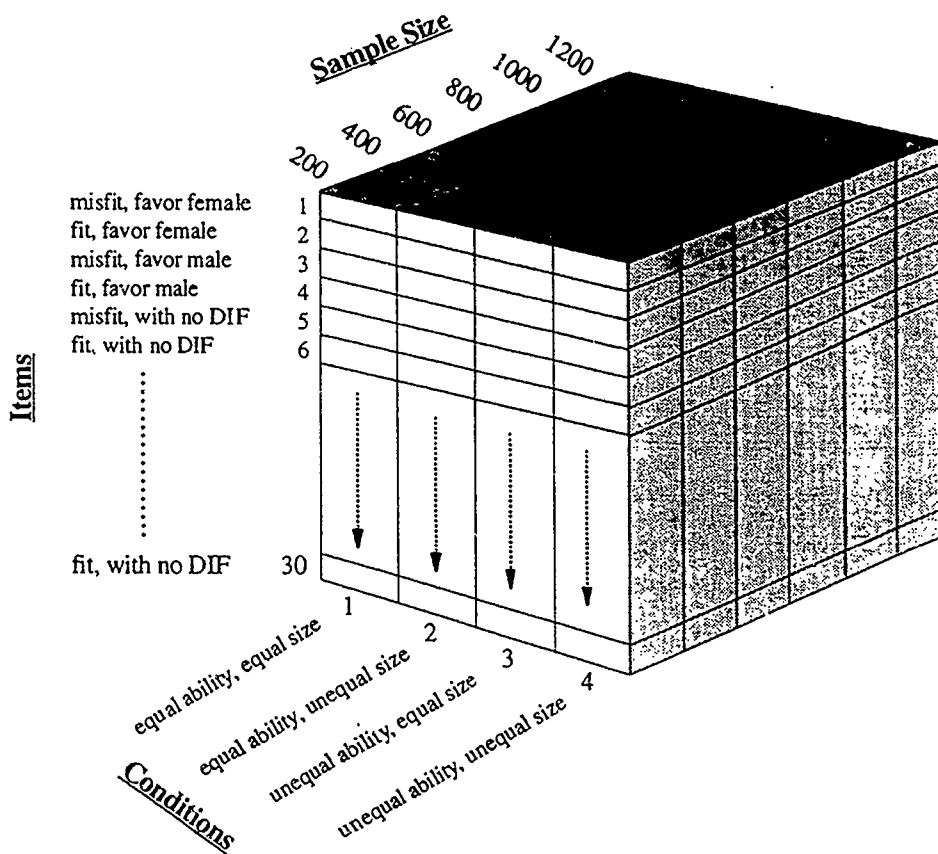 Sample Size
200
400
600
800
1000
1200
Items
misfit, favor female 1
fit, favor female 2
misfit, favor male 3
fit, favor male 4
misfit, with no DIF 5
fit, with no DIF 6
fit, with no DIF 30
1
2
3
4
equal ability, equal size
equal ability, unequal size
unequal ability, equal size
unequal ability, unequal size
Conditions